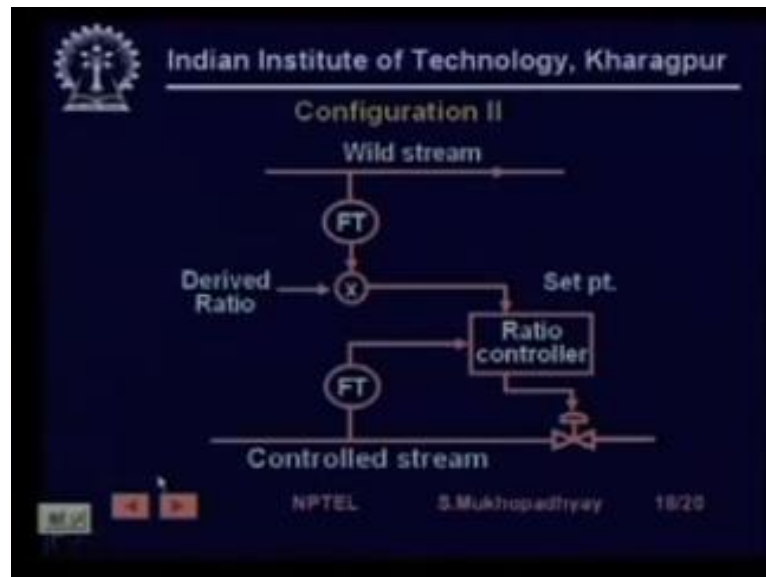 Indian Institute of Technology, Kharagpur
Configuration II
Wild stream
FT
Derived
Ratio
X
Set pt.
Ratio
controller
FT
Controlled stream
NPTEL
S.Mukhopadhyay
18/20